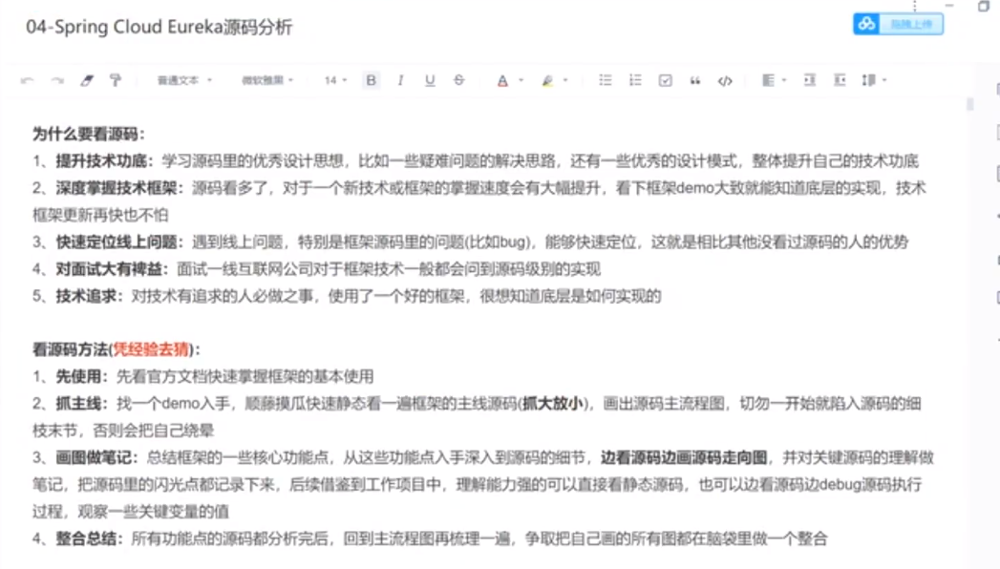 04-Spring Cloud Eureka源码分析
拖拽上传
普通文本
微软雅黑
14
B
I
U
S
A
为什么要看源码：
1、提升技术功底：学习源码里的优秀设计思想，比如一些疑难问题的解决思路，还有一些优秀的设计模式，整体提升自己的技术功底
2、深度掌握技术框架：源码看多了，对于一个新技术或框架的掌握速度会有大幅提升，看下框架demo大致就能知道底层的实现，技术
框架更新再快也不怕
3、快速定位线上问题：遇到线上问题，特别是框架源码里的问题(比如bug)，能够快速定位，这就是相比其他没看过源码的人的优势
4、对面试大有裨益：面试一线互联网公司对于框架技术一般都会问到源码级别的实现
5、技术追求：对技术有追求的人必做之事，使用了一个好的框架，很想知道底层是如何实现的
看源码方法(凭经验去猜)：
1、先使用：先看官方文档快速掌握框架的基本使用
2、抓主线：找一个demo入手，顺藤摸瓜快速静态看一遍框架的主线源码(抓大放小)，画出源码主流程图，切勿一开始就陷入源码的细
枝末节，否则会把自己绕晕
3、画图做笔记：总结框架的一些核心功能点，从这些功能点入手深入到源码的细节，边看源码边画源码走向图，并对关键源码的理解做
笔记，把源码里的闪光点都记录下来，后续借鉴到工作项目中，理解能力强的可以直接看静态源码，也可以边看源码边debug源码执行
过程，观察一些关键变量的值
4、整合总结：所有功能点的源码都分析完后，回到主流程图再梳理一遍，争取把自己画的所有图都在脑袋里做一个整合